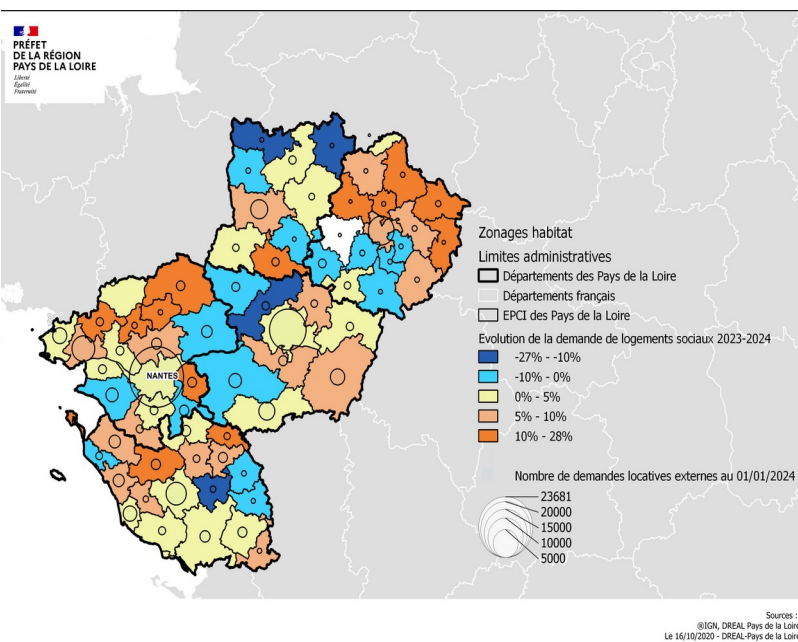 PRÉFET
DE LA RÉGION
PAYS DE LA LOIRE
Liberté
Égalité
Fraternité
NANTES
Zonages habitat
Limites administratives
Départements des Pays de la Loire
Départements français
EPCI des Pays de la Loire
Evolution de la demande de logements sociaux 2023-2024
-27% - -10%
-10% - 0%
0% - 5%
5% - 10%
10% - 28%
Nombre de demandes locatives externes au 01/01/2024
23681
20000
15000
10000
5000
Sources :
®IGN, DREAL Pays de la Loire
Le 16/10/2020 - DREAL-Pays de la Loire